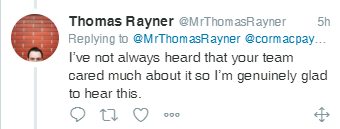 Thomas Rayner @MrThomasRayner 5h
Replying to @MrThomasRayner @cormacpay...
I've not always heard that your team
cared much about it so I'm genuinely glad
to hear this.